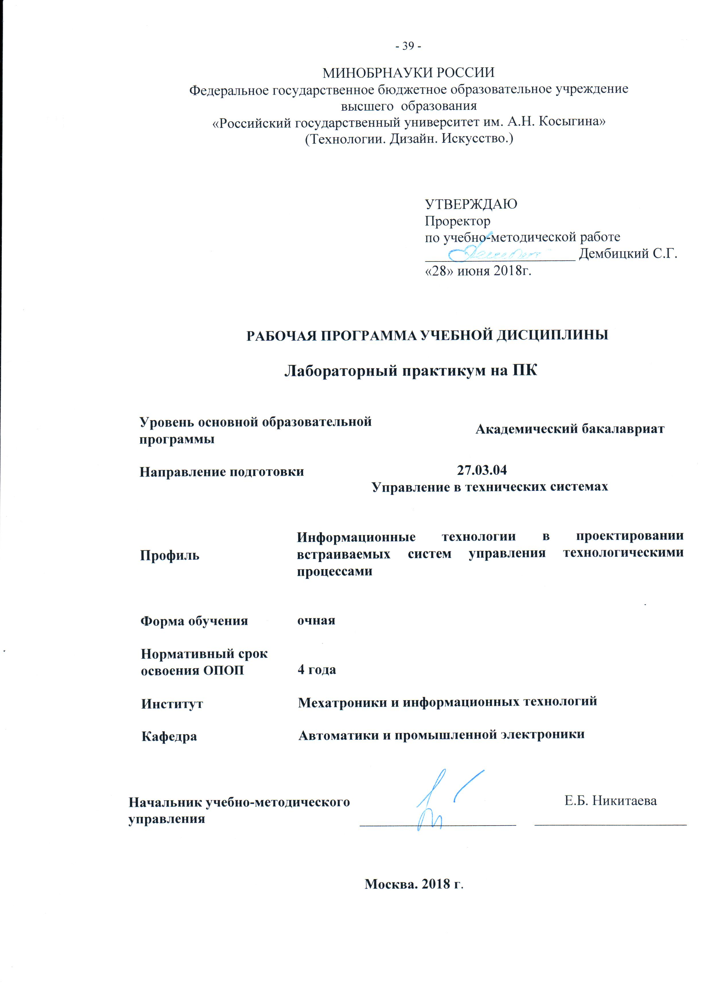 - 39 -
МИНОБРНАУКИ РОССИИ
Федеральное государственное бюджетное образовательное учреждение
высшего образования
«Российский государственный университет им. А.Н. Косыгина»
(Технологии. Дизайн. Искусство.)
УТВЕРЖДАЮ
Проректор
по учебно-методической работе
Дембицкий С.Г.
«28» июня 2018г.
РАБОЧАЯ ПРОГРАММА УЧЕБНОЙ ДИСЦИПЛИНЫ
Лабораторный практикум на ПК
Уровень основной образовательной
программы
Академический бакалавриат
Направление подготовки 27.03.04
Управление в технических системах
Профиль
Информационные технологии в проектировании
встраиваемых систем управления технологическими
процессами
Форма обучения очная
Нормативный срок
освоения ОПОП 4 года
Институт Мехатроники и информационных технологий
Кафедра Автоматики и промышленной электроники
Начальник учебно-методического
управления
Е.Б. Никитаева
Москва. 2018 г.